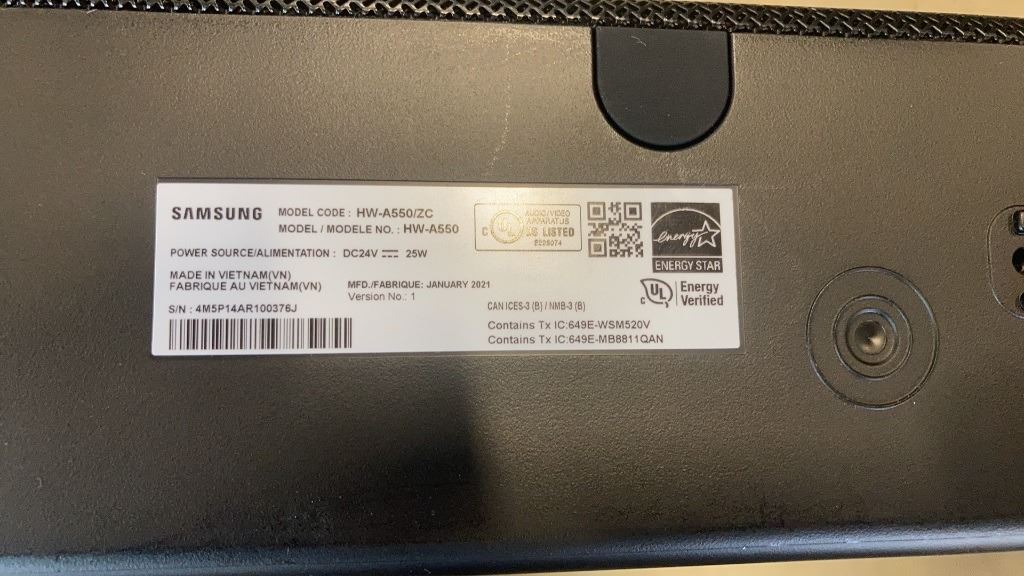 SAMSUNG
MODEL CODE : HW-A550/ZC
MODEL / MODELE NO. : HW-A550
POWER SOURCE/ALIMENTATION : DC24V ⎓ 25W
MADE IN VIETNAM(VN)
FABRIQUE AU VIETNAM(VN)
MFD./FABRIQUE: JANUARY 2021
Version No.: 1
S/N : 4M5P14AR100376J
C UL US LISTED
AUDIO/VIDEO
APPARATUS
E225074
energy
ENERGY STAR
UL Energy
Verified
CAN ICES-3 (B) / NMB-3 (B)
Contains Tx IC:649E-WSM520V
Contains Tx IC:649E-MB8811QAN